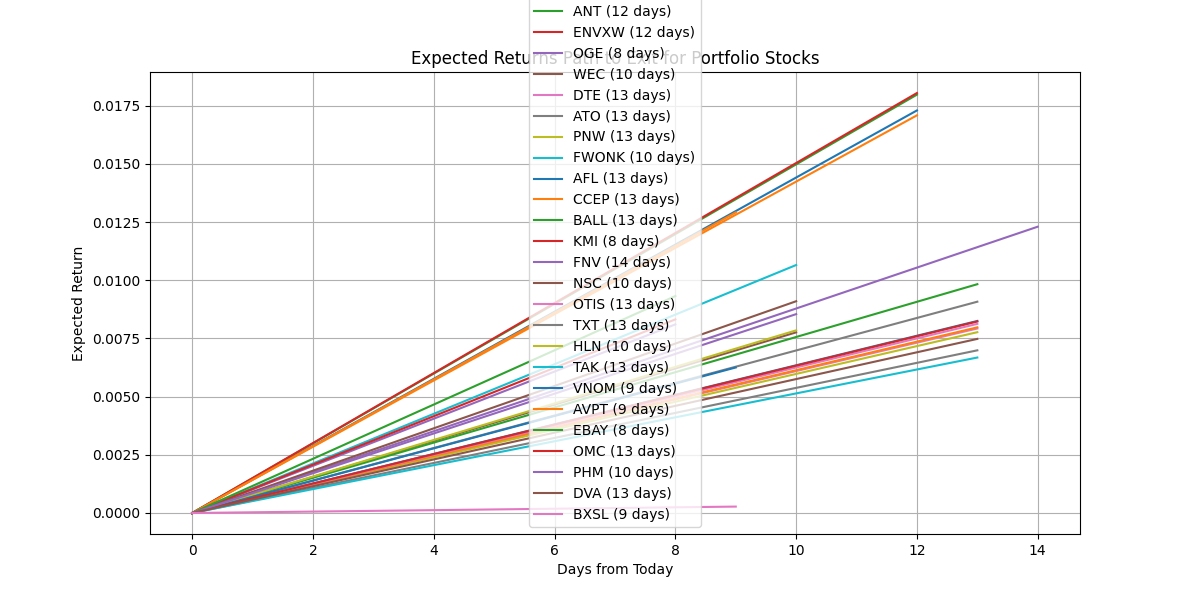 ANT (12 days)
ENVXW (12 days)
OGE (8 days)
Expected Returns Path to Exit for Portfolio Stocks
WEC (10 days)
DTE (13 days)
ATO (13 days)
PNW (13 days)
FWONK (10 days)
AFL (13 days)
CCEP (13 days)
BALL (13 days)
KMI (8 days)
FNV (14 days)
NSC (10 days)
OTIS (13 days)
TXT (13 days)
HLN (10 days)
TAK (13 days)
VNOM (9 days)
AVPT (9 days)
EBAY (8 days)
OMC (13 days)
PHM (10 days)
DVA (13 days)
BXSL (9 days)
Expected Return
0.0175
0.0150
0.0125
0.0100
0.0075
0.0050
0.0025
0.0000
0 2 4 6 8 10 12 14
Days from Today